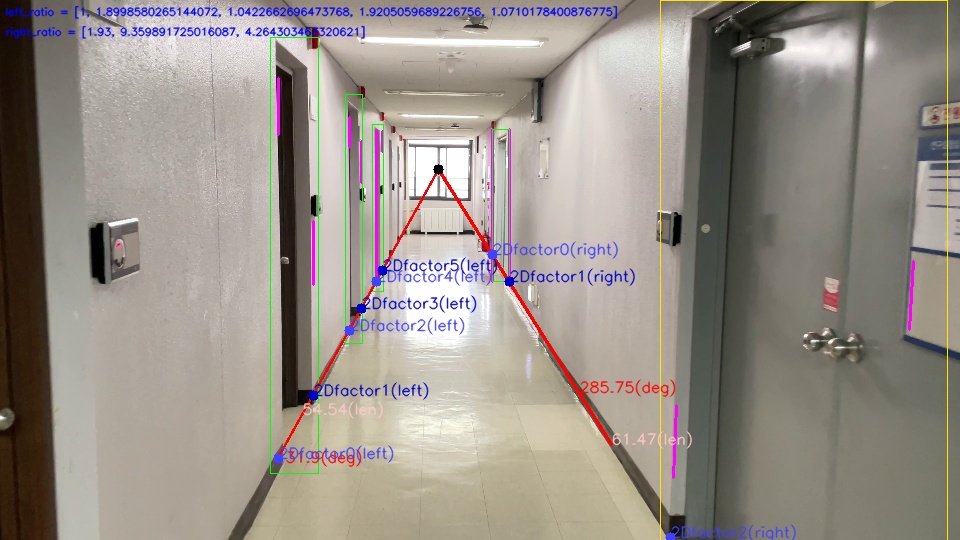 left_ratio = [1, 1.8998580265144072, 1.0422662696473768, 1.9205059689226756, 1.0710178400876775]
right_ratio = [1.93, 9.359891725016087, 4.264303465320621]
2Dfactor0(right)
2Dfactor5(left)
2Dfactor4(left)
2Dfactor1(right)
2Dfactor3(left)
2Dfactor2(left)
2Dfactor1(left)
285.75(deg)
54.54(len)
61.47(len)
2Dfactor0(left)
2Dfactor2(right)